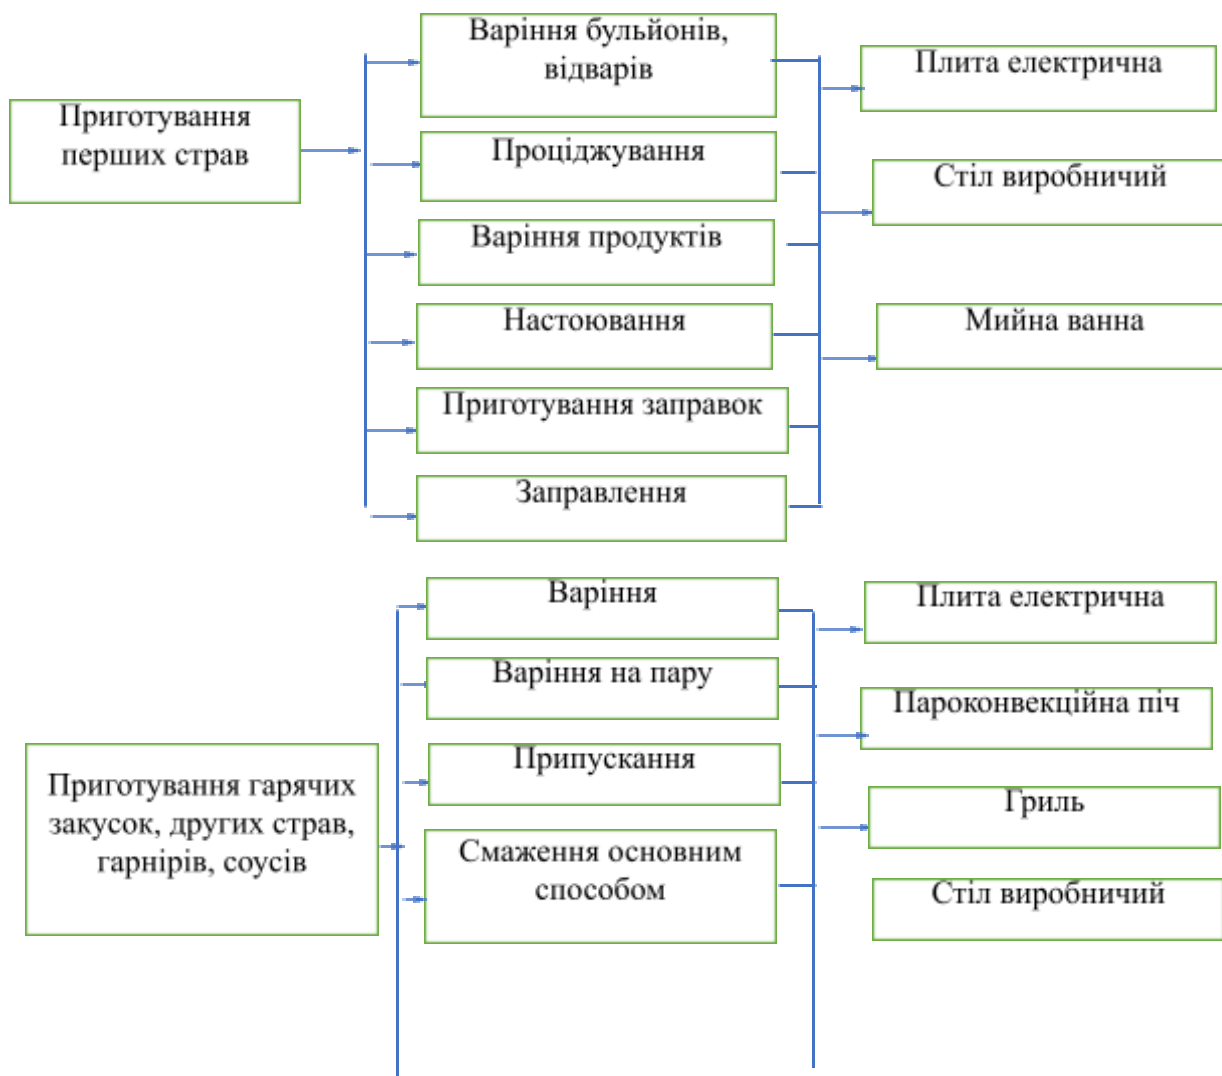 Приготування
перших страв
Варіння бульйонів,
відварів
Проціджування
Варіння продуктів
Настоювання
Приготування заправок
Заправлення
Плита електрична
Стіл виробничий
Мийна ванна
Приготування гарячих
закусок, других страв,
гарнірів, соусів
Варіння
Варіння на пару
Припускання
Смаження основним
способом
Плита електрична
Пароконвекційна піч
Гриль
Стіл виробничий